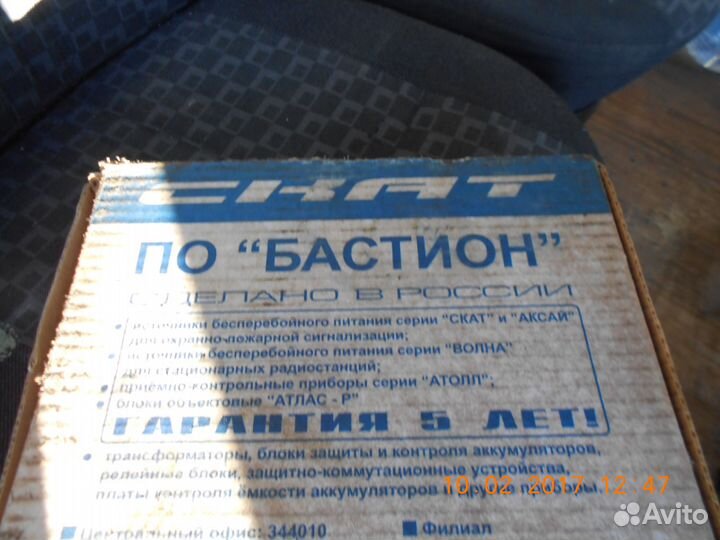 СКАТ
ПО "БАСТИОН"
СДЕЛАНО В РОССИИ
• источники бесперебойного питания серии "СКАТ" и "АКСАЙ"
для охранно-пожарной сигнализации;
• источники бесперебойного питания серии "ВОЛНА"
для стационарных радиостанций;
• приёмно-контрольные приборы серии "АТОЛЛ";
• блоки объектовые "АТЛАС - Р"
ГАРАНТИЯ 5 ЛЕТ!
• трансформаторы, блоки защиты и контроля аккумуляторов,
релейные блоки, защитно-коммутационные устройства,
платы контроля ёмкости аккумуляторов и другие приборы.
10-02-2017 12:47
Центральный офис: 344010
Филиал
Avito